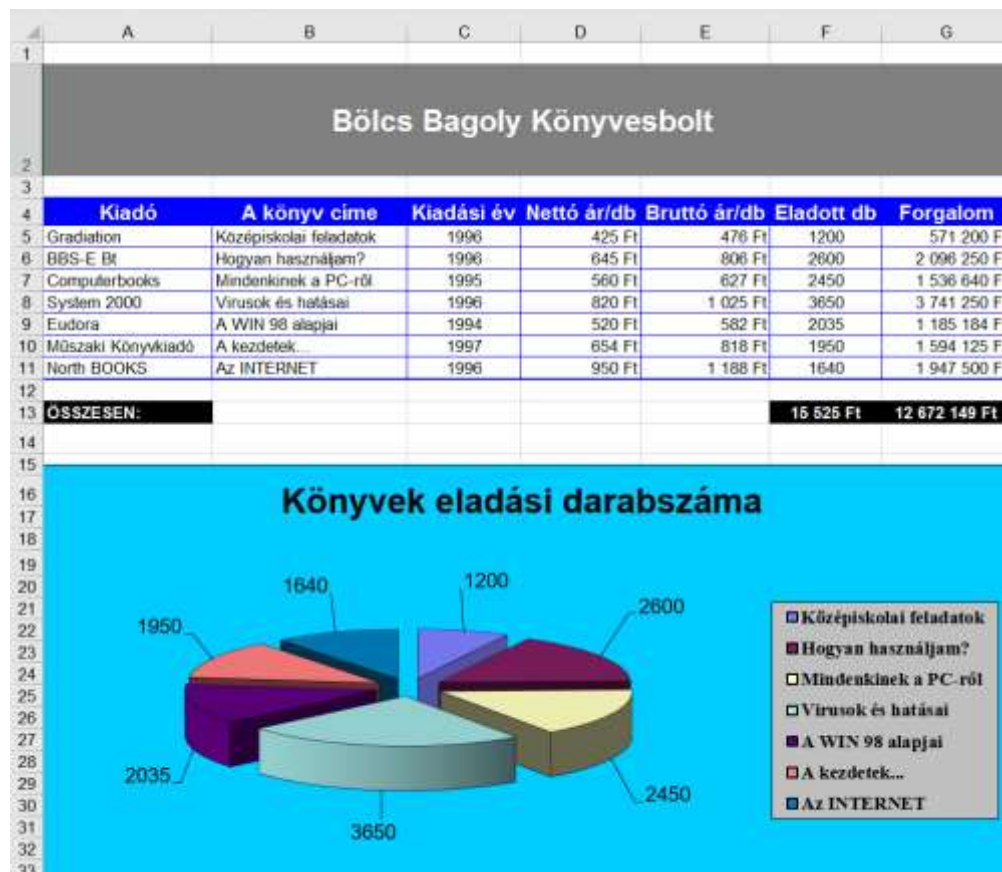 A B C D E F G
1
2 Bölcs Bagoly Könyvesbolt
3
4 Kiadó A könyv címe Kiadási év Nettó ár/db Bruttó ár/db Eladott db Forgalom
5 Gradiation Középiskolai feladatok 1996 425 Ft 476 Ft 1200 571 200 F
6 BBS-E Bt Hogyan használjam? 1996 645 Ft 806 Ft 2600 2 096 250 F
7 Computerbooks Mindenkinek a PC-ről 1995 560 Ft 627 Ft 2450 1 536 640 F
8 System 2000 Virusok és hatásai 1996 820 Ft 1 025 Ft 3650 3 741 250 F
9 Eudora A WIN 98 alapjai 1994 520 Ft 582 Ft 2035 1 185 184 F
10 Műszaki Könyvkiadó A kezdetek... 1997 654 Ft 818 Ft 1950 1 594 125 F
11 North BOOKS Az INTERNET 1996 950 Ft 1 188 Ft 1640 1 947 500 F
12
13 ÖSSZESEN: 15 525 Ft 12 672 149 Ft
14
15
16
17
18
19
20
21
22
23
24
25
26
27
28
29
30
31
32
33
Könyvek eladási darabszáma
1640
1200
2600
1950
2035
3650
2450
Középiskolai feladatok
Hogyan használjam?
Mindenkinek a PC-ről
Virusok és hatásai
A WIN 98 alapjai
A kezdetek...
Az INTERNET